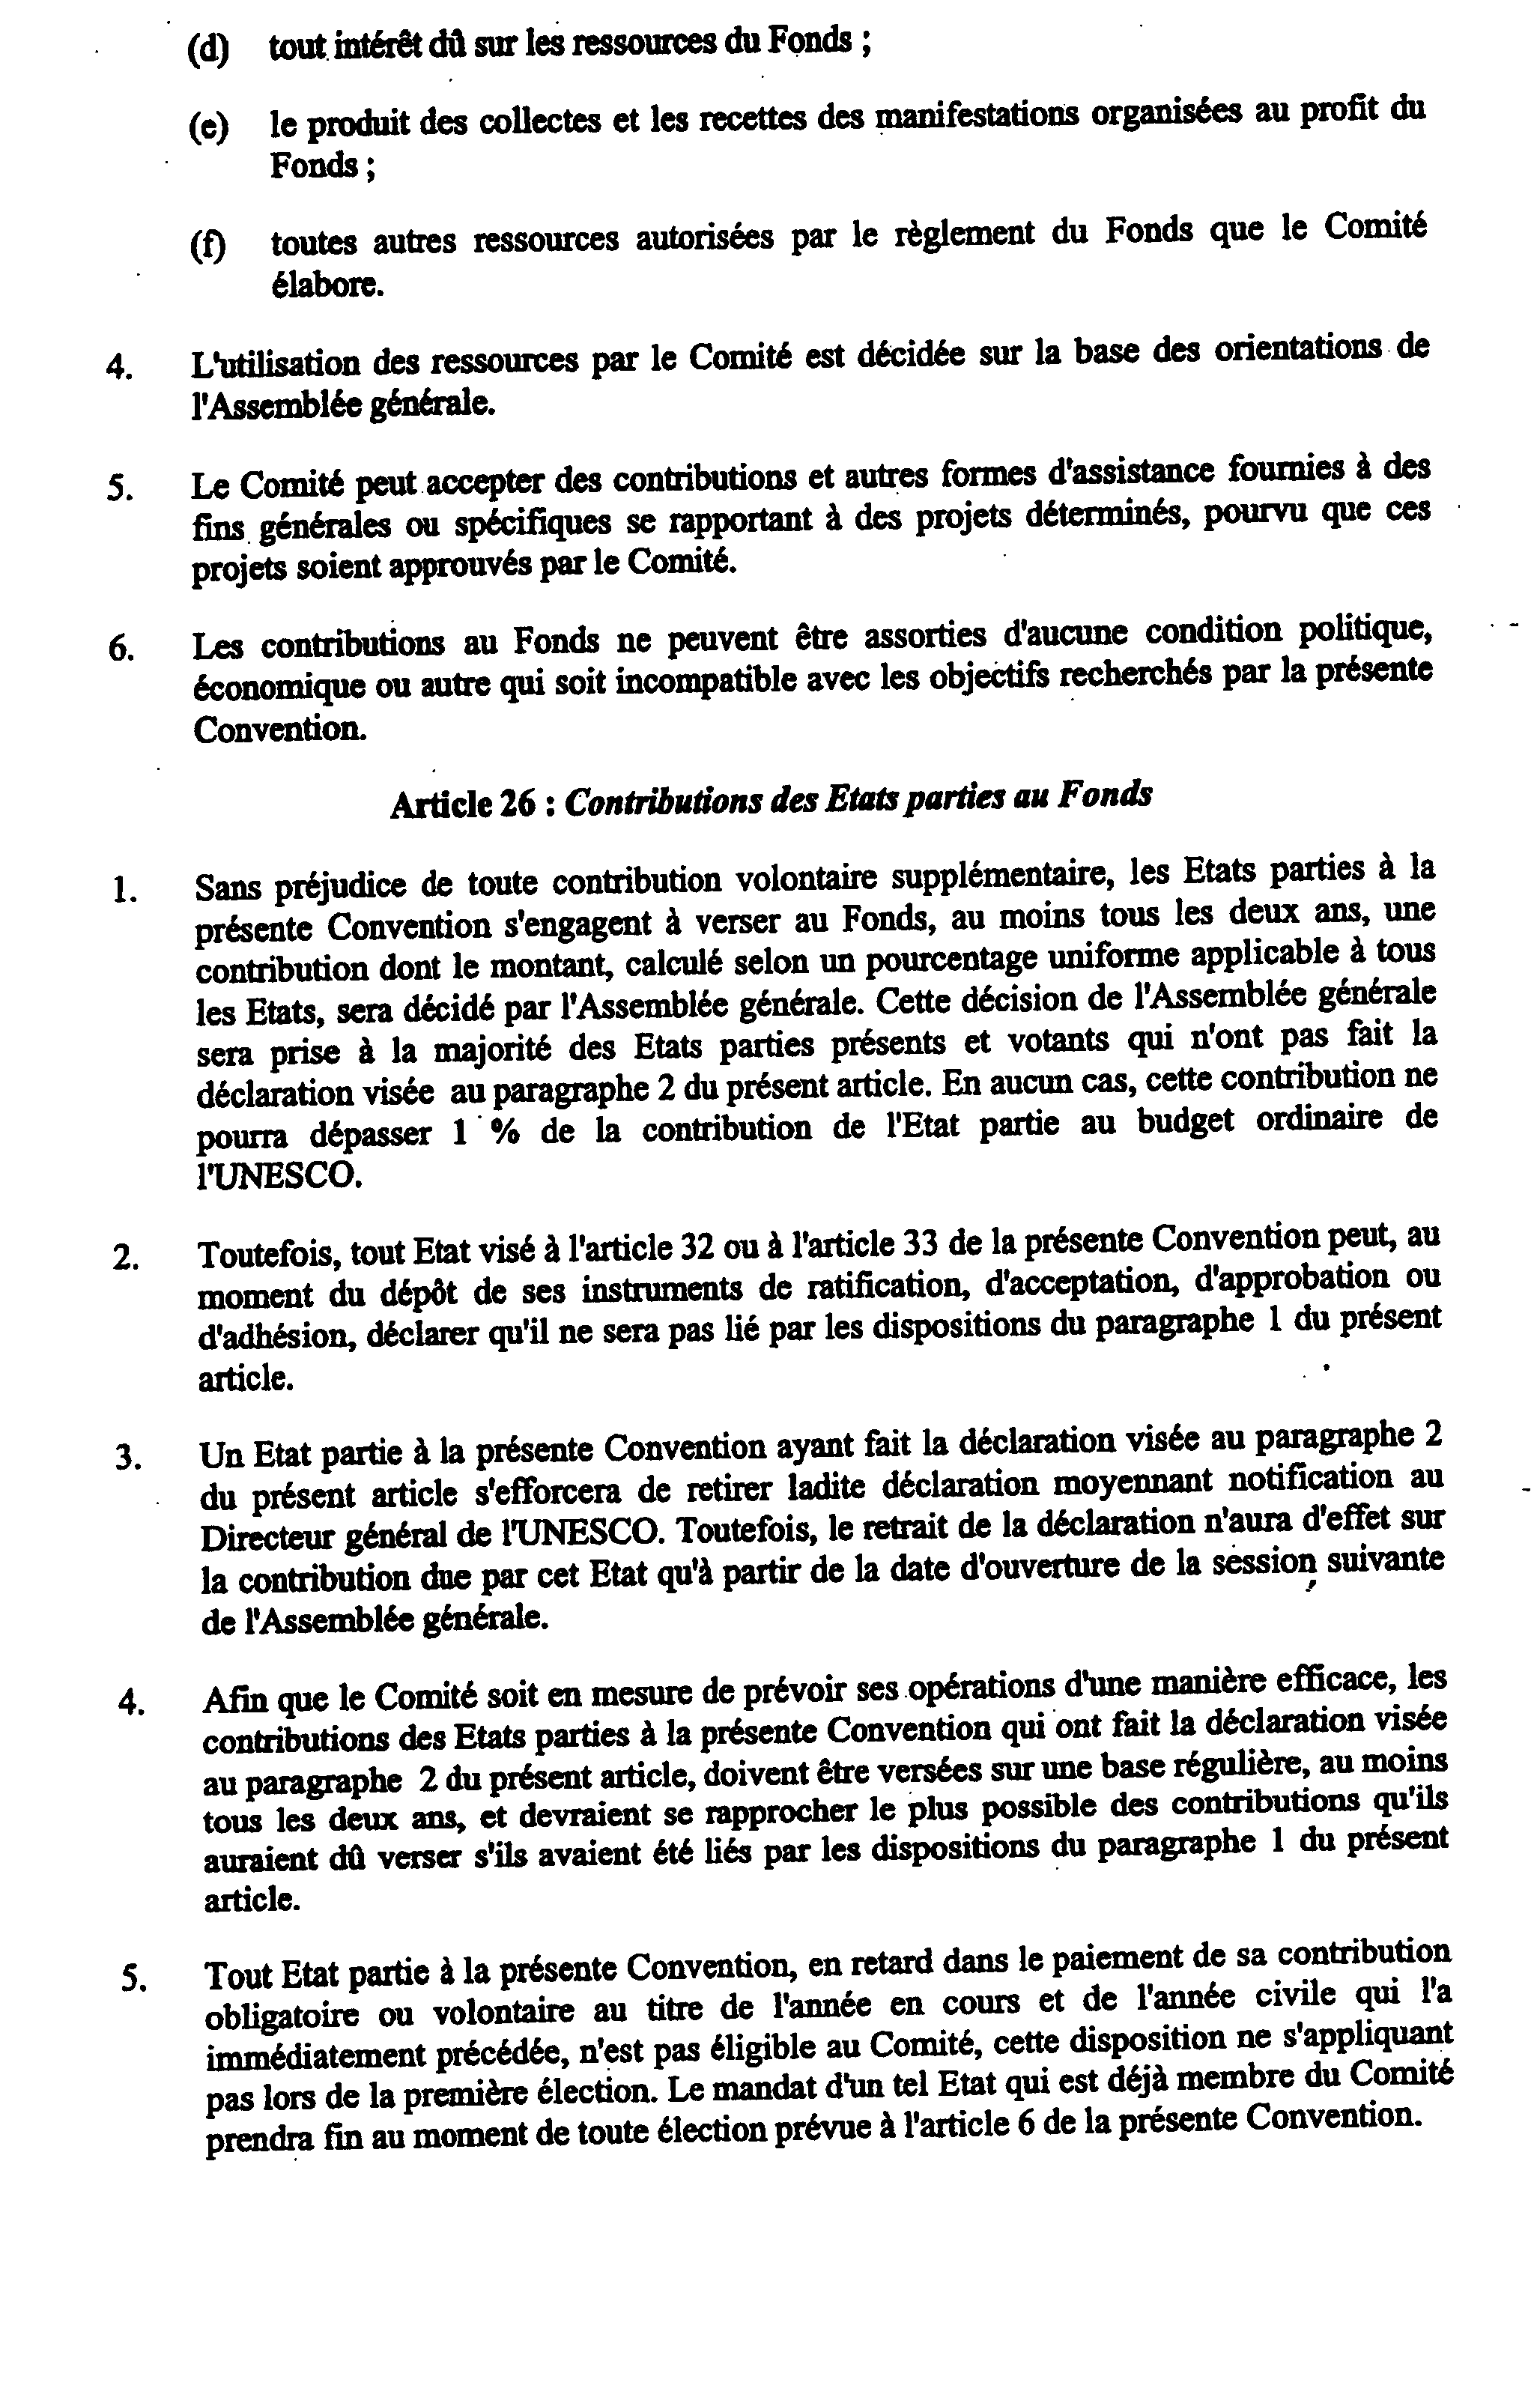 (d) tout intérêt dû sur les ressources du Fonds ;
(e) le produit des collectes et les recettes des manifestations organisées au profit du
Fonds ;
(f) toutes autres ressources autorisées par le règlement du Fonds que le Comité
élabore.
4. L'utilisation des ressources par le Comité est décidée sur la base des orientations de
l'Assemblée générale.
5. Le Comité peut accepter des contributions et autres formes d'assistance fournies à des
fins générales ou spécifiques se rapportant à des projets déterminés, pourvu que ces
projets soient approuvés par le Comité.
6. Les contributions au Fonds ne peuvent être assorties d'aucune condition politique,
économique ou autre qui soit incompatible avec les objectifs recherchés par la présente
Convention.
Article 26 : Contributions des Etats parties au Fonds
1. Sans préjudice de toute contribution volontaire supplémentaire, les Etats parties à la
présente Convention s'engagent à verser au Fonds, au moins tous les deux ans, une
contribution dont le montant, calculé selon un pourcentage uniforme applicable à tous
les Etats, sera décidé par l'Assemblée générale. Cette décision de l'Assemblée générale
sera prise à la majorité des Etats parties présents et votants qui n'ont pas fait la
déclaration visée au paragraphe 2 du présent article. En aucun cas, cette contribution ne
pourra dépasser 1 % de la contribution de l'Etat partie au budget ordinaire de
l'UNESCO.
2. Toutefois, tout Etat visé à l'article 32 ou à l'article 33 de la présente Convention peut, au
moment du dépôt de ses instruments de ratification, d'acceptation, d'approbation ou
d'adhésion, déclarer qu'il ne sera pas lié par les dispositions du paragraphe 1 du présent
article.
3. Un Etat partie à la présente Convention ayant fait la déclaration visée au paragraphe 2
du présent article s'efforcera de retirer ladite déclaration moyennant notification au
Directeur général de l'UNESCO. Toutefois, le retrait de la déclaration n'aura d'effet sur
la contribution due par cet Etat qu'à partir de la date d'ouverture de la session suivante
de l'Assemblée générale.
4. Afin que le Comité soit en mesure de prévoir ses opérations d'une manière efficace, les
contributions des Etats parties à la présente Convention qui ont fait la déclaration visée
au paragraphe 2 du présent article, doivent être versées sur une base régulière, au moins
tous les deux ans, et devraient se rapprocher le plus possible des contributions qu'ils
auraient dû verser s'ils avaient été liés par les dispositions du paragraphe 1 du présent
article.
5. Tout Etat partie à la présente Convention, en retard dans le paiement de sa contribution
obligatoire ou volontaire au titre de l'année en cours et de l'année civile qui l'a
immédiatement précédée, n'est pas éligible au Comité, cette disposition ne s'appliquant
pas lors de la première élection. Le mandat d'un tel Etat qui est déjà membre du Comité
prendra fin au moment de toute élection prévue à l'article 6 de la présente Convention.